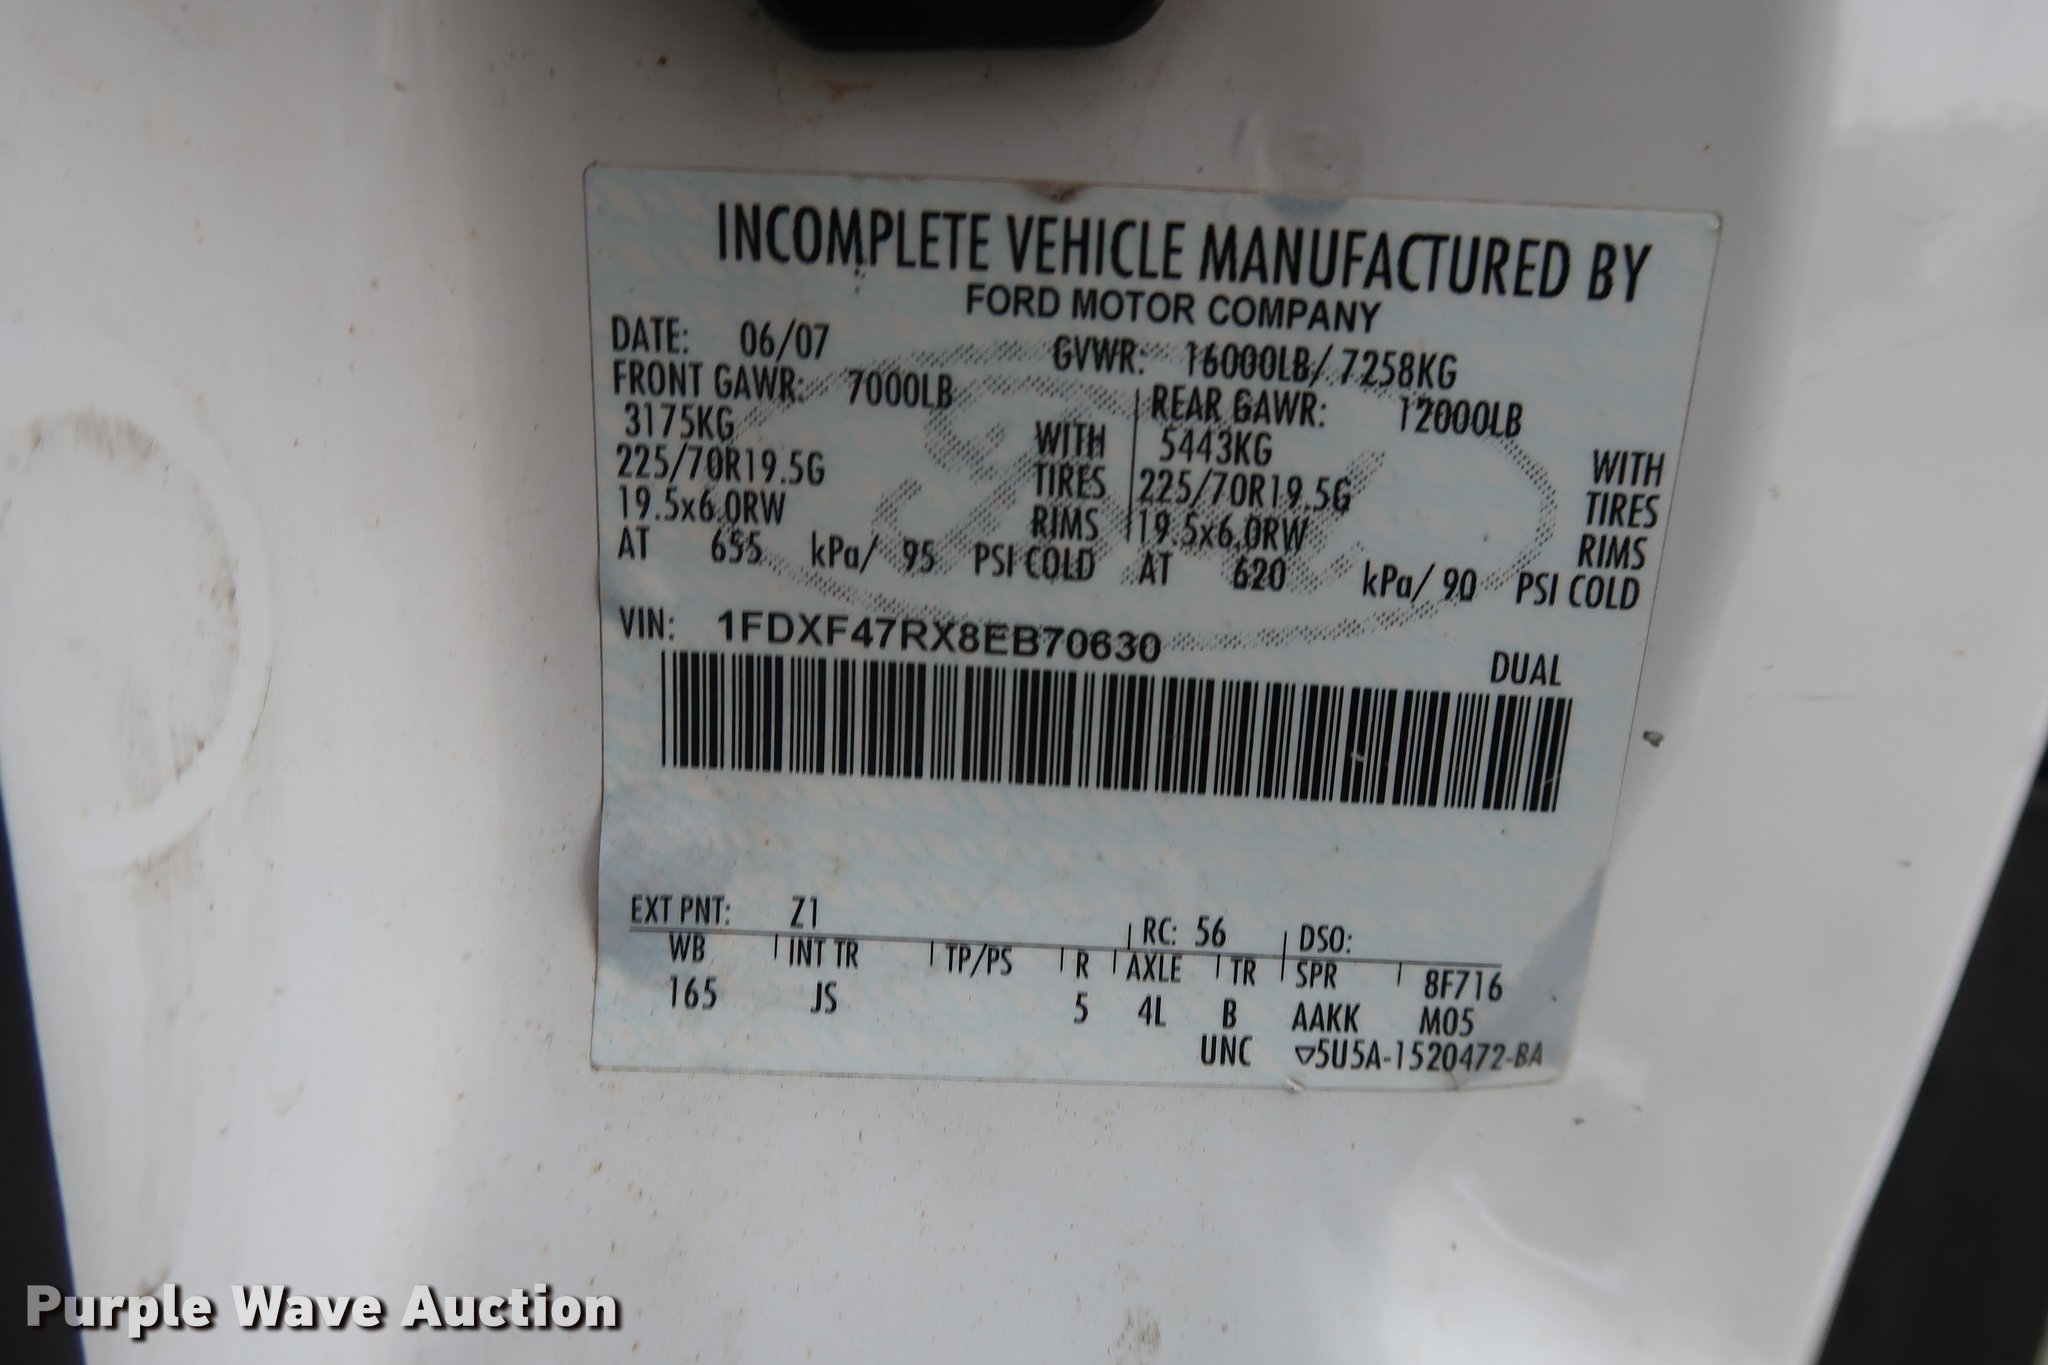 INCOMPLETE VEHICLE MANUFACTURED BY
FORD MOTOR COMPANY
DATE: 06/07 GVWR: 16000LB/ 7258KG
FRONT GAWR: 7000LB REAR GAWR: 12000LB
3175KG WITH 5443KG WITH
225/70R19.5G TIRES 225/70R19.5G TIRES
19.5x6.0RW RIMS 19.5x6.0RW RIMS
AT 655 kPa/ 95 PSI COLD AT 620 kPa/ 90 PSI COLD
VIN: 1FDXF47RX8EB70630
DUAL
EXT PNT: Z1 RC: 56 DSO:
WB INT TR TP/PS R AXLE TR SPR 8F716
165 JS 5 4L B AAKK M05
UNC ▽5U5A-1520472-BA
Purple Wave Auction